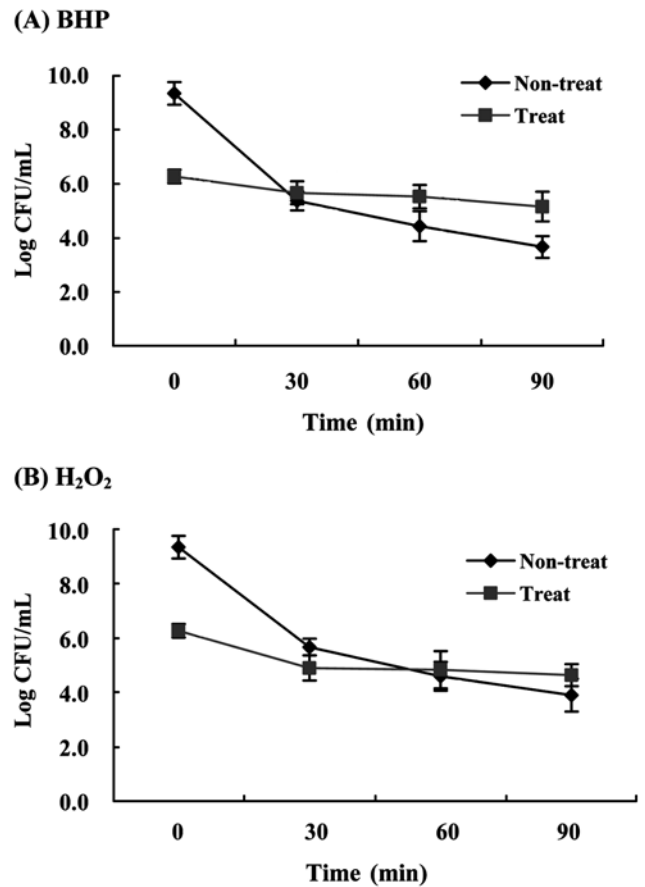 (A) BHP
10.0
8.0
6.0
4.0
2.0
0.0
Log CFU/mL
Non-treat
Treat
0 30 60 90
Time (min)
(B) H₂O₂
10.0
8.0
6.0
4.0
2.0
0.0
Log CFU/mL
Non-treat
Treat
0 30 60 90
Time (min)